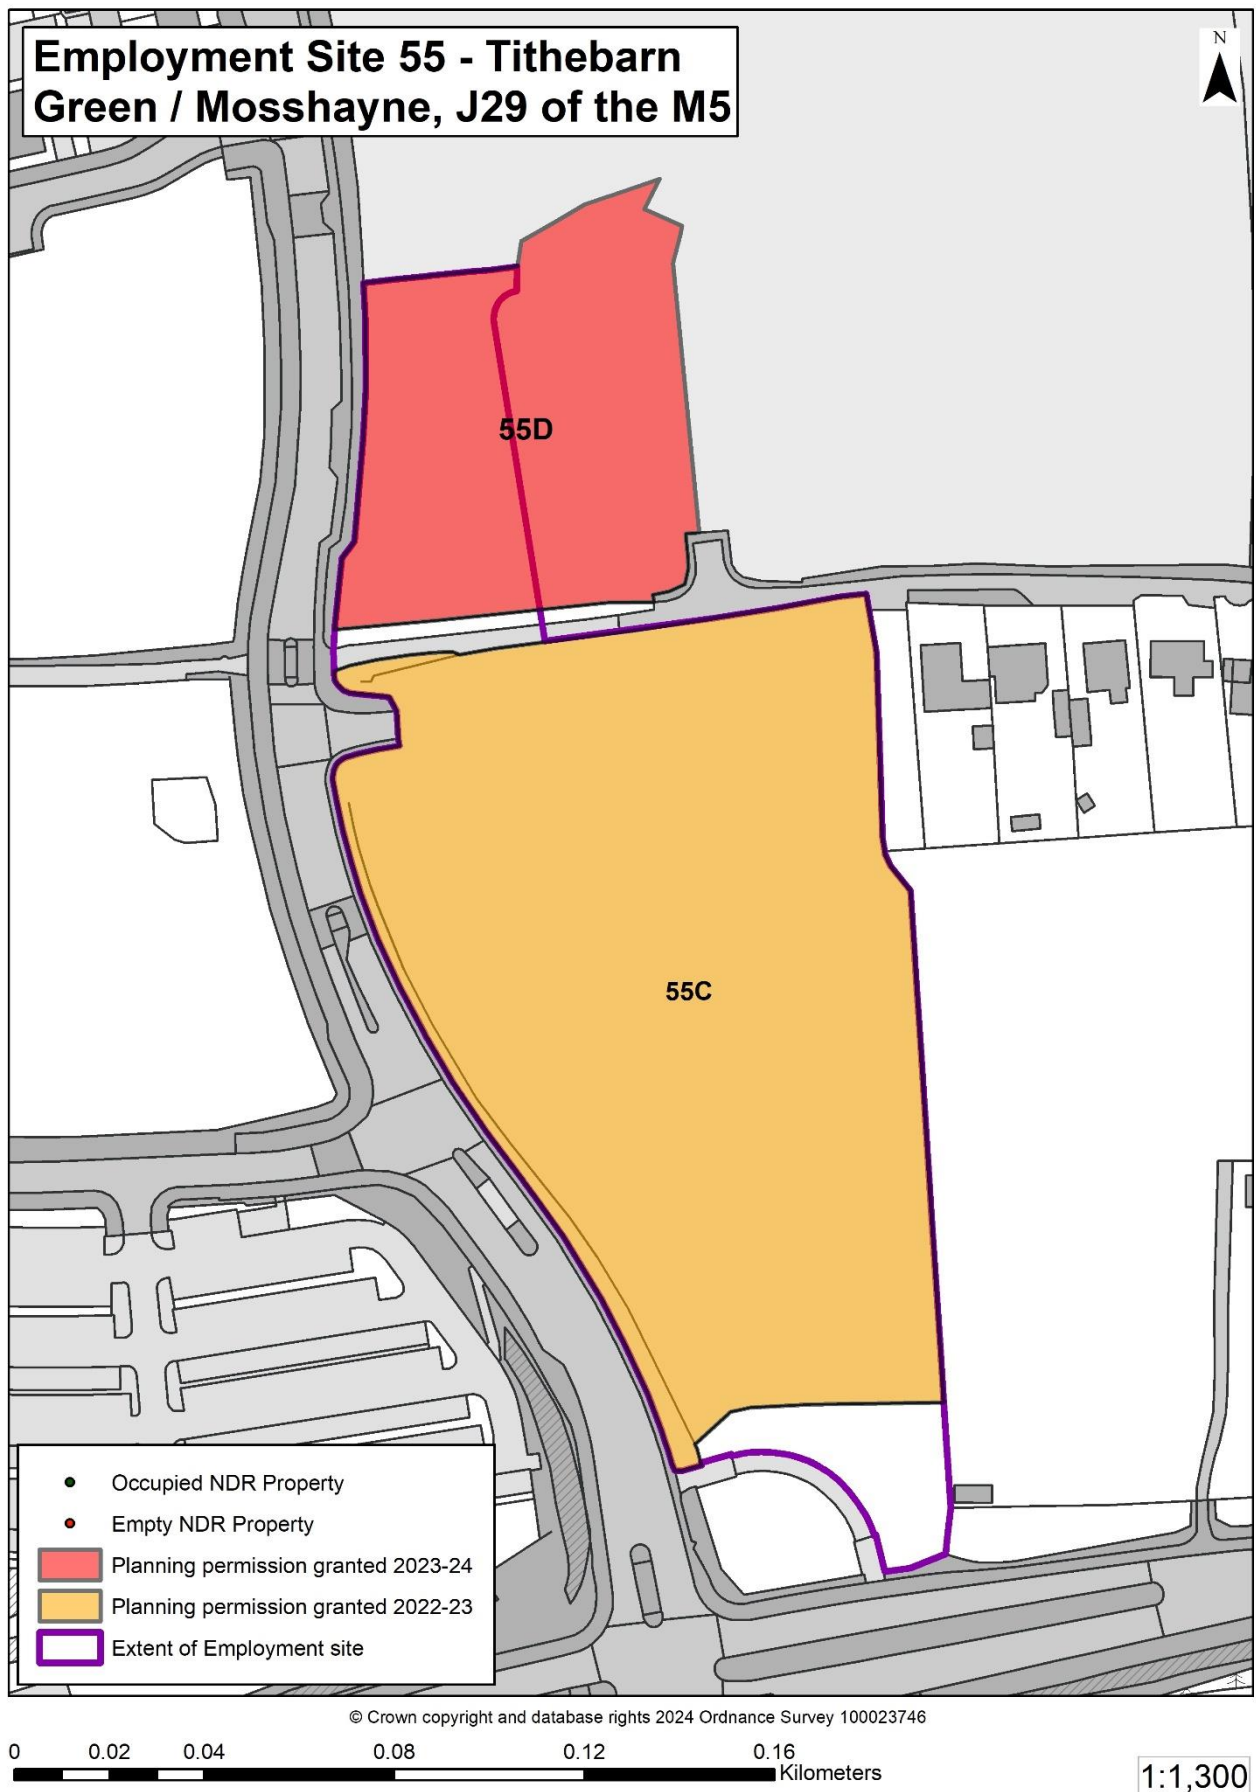 Employment Site 55 - Tithebarn
Green / Mosshayne, J29 of the M5
N
55D
55C
Occupied NDR Property
Empty NDR Property
Planning permission granted 2023-24
Planning permission granted 2022-23
Extent of Employment site
© Crown copyright and database rights 2024 Ordnance Survey 100023746
0 0.02 0.04 0.08 0.12 0.16
Kilometers
1:1,300